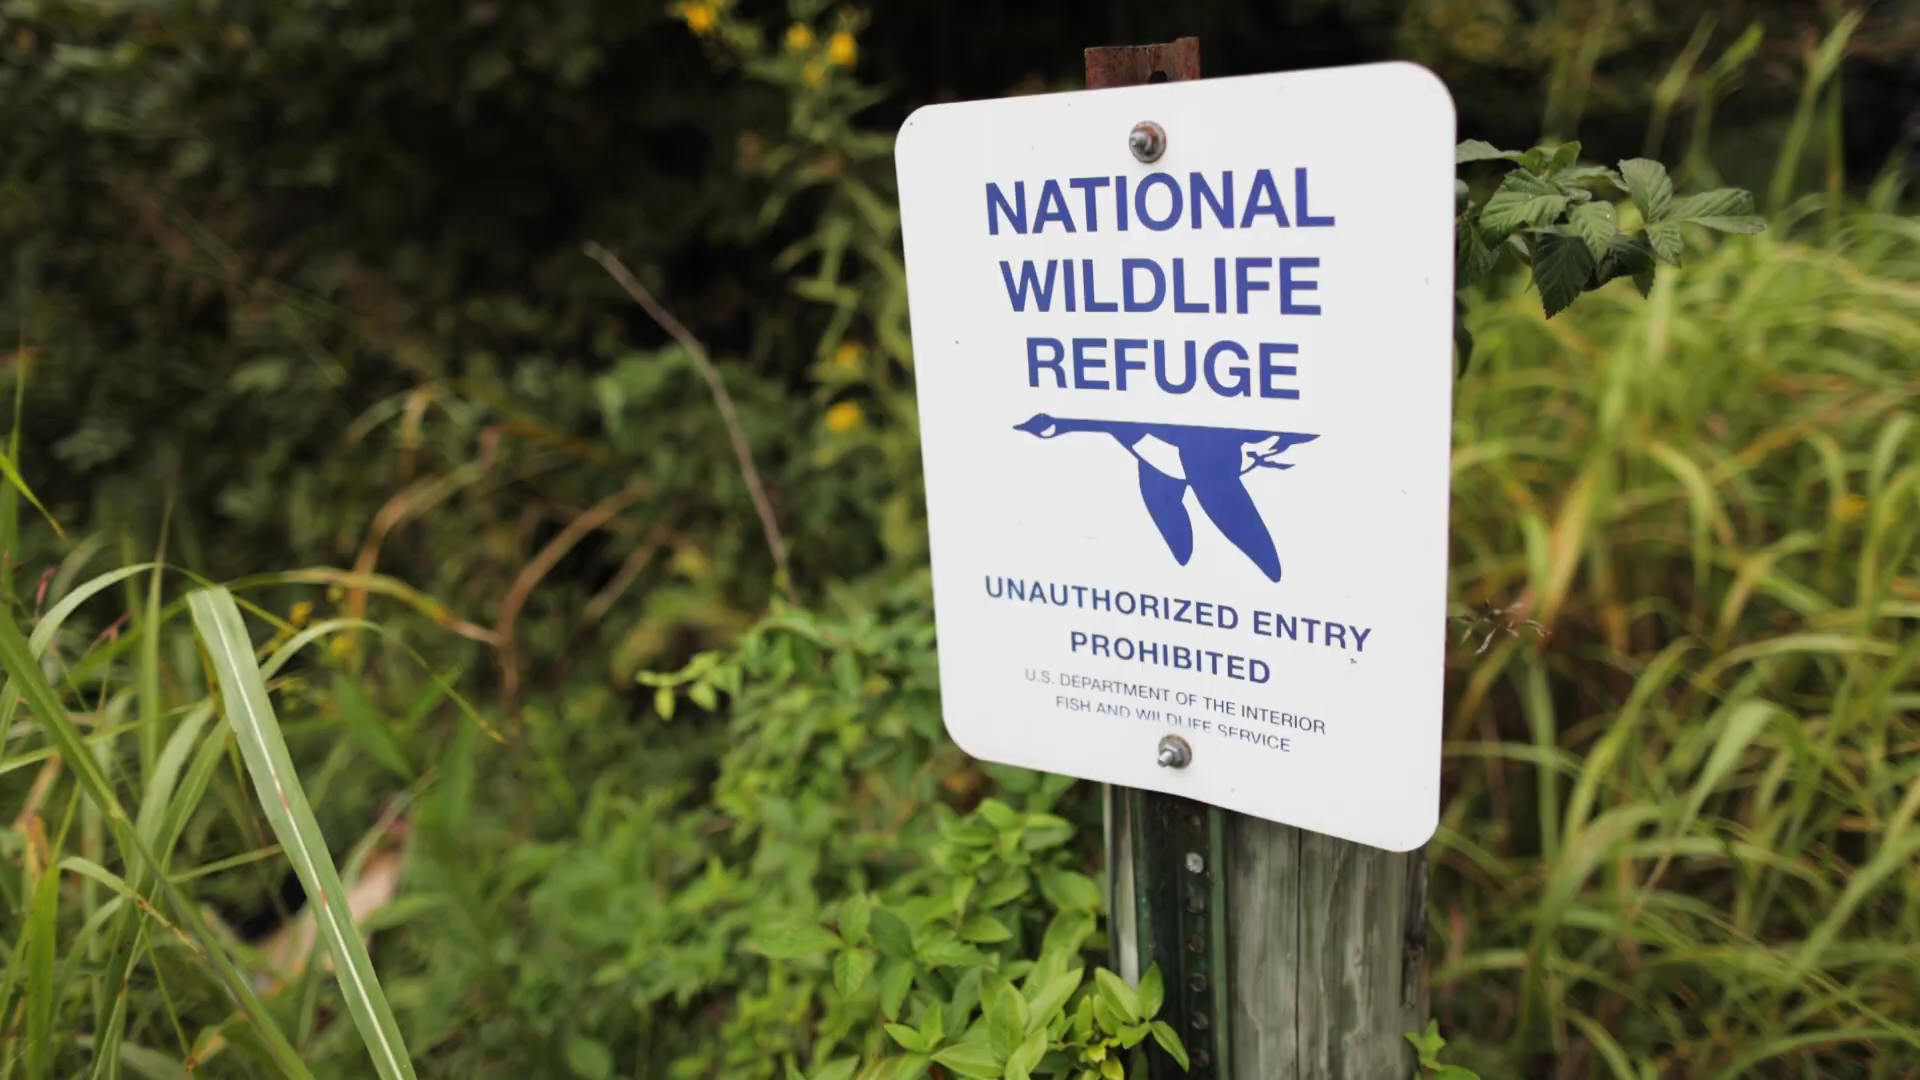 NATIONAL
WILDLIFE
REFUGE
UNAUTHORIZED ENTRY
PROHIBITED
U.S. DEPARTMENT OF THE INTERIOR
FISH AND WILDLIFE SERVICE